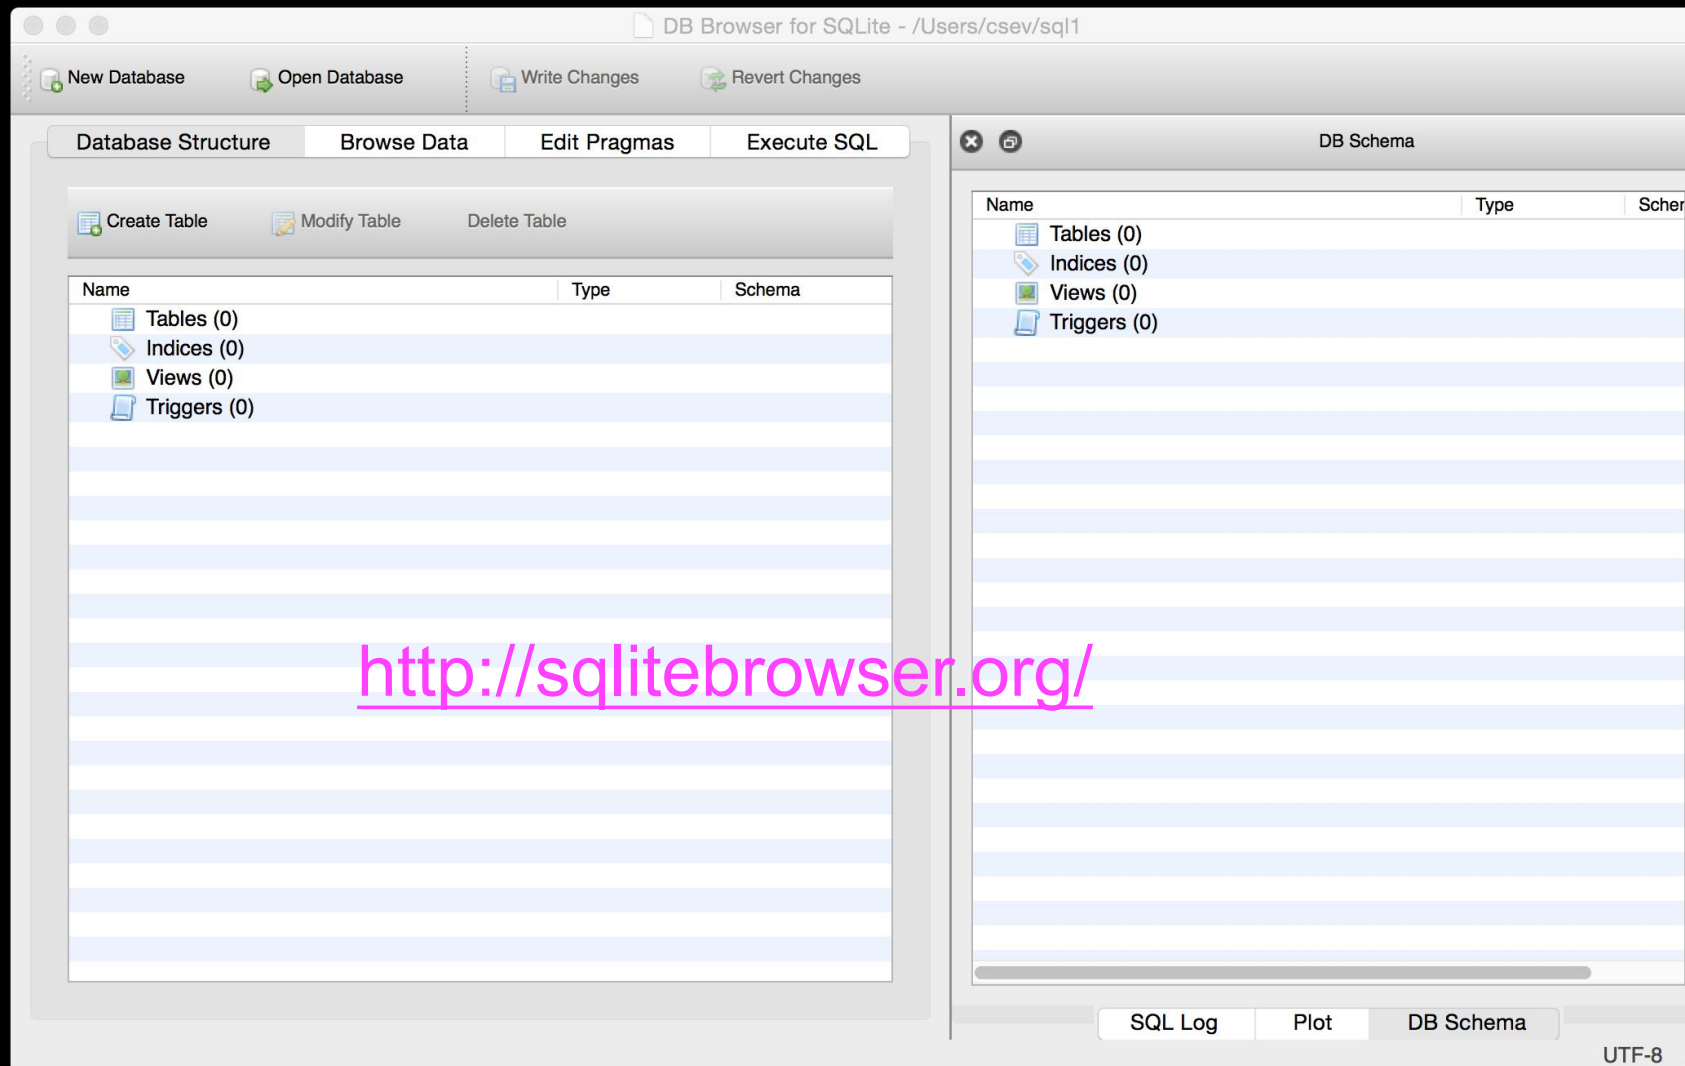 DB Browser for SQLite - /Users/csev/sql1
New Database Open Database Write Changes Revert Changes
Database Structure Browse Data Edit Pragmas Execute SQL
Create Table Modify Table Delete Table
Name Type Schema
Tables (0)
Indices (0)
Views (0)
Triggers (0)
DB Schema
Name Type Schem
Tables (0)
Indices (0)
Views (0)
Triggers (0)
http://sqlitebrowser.org/
SQL Log Plot DB Schema
UTF-8